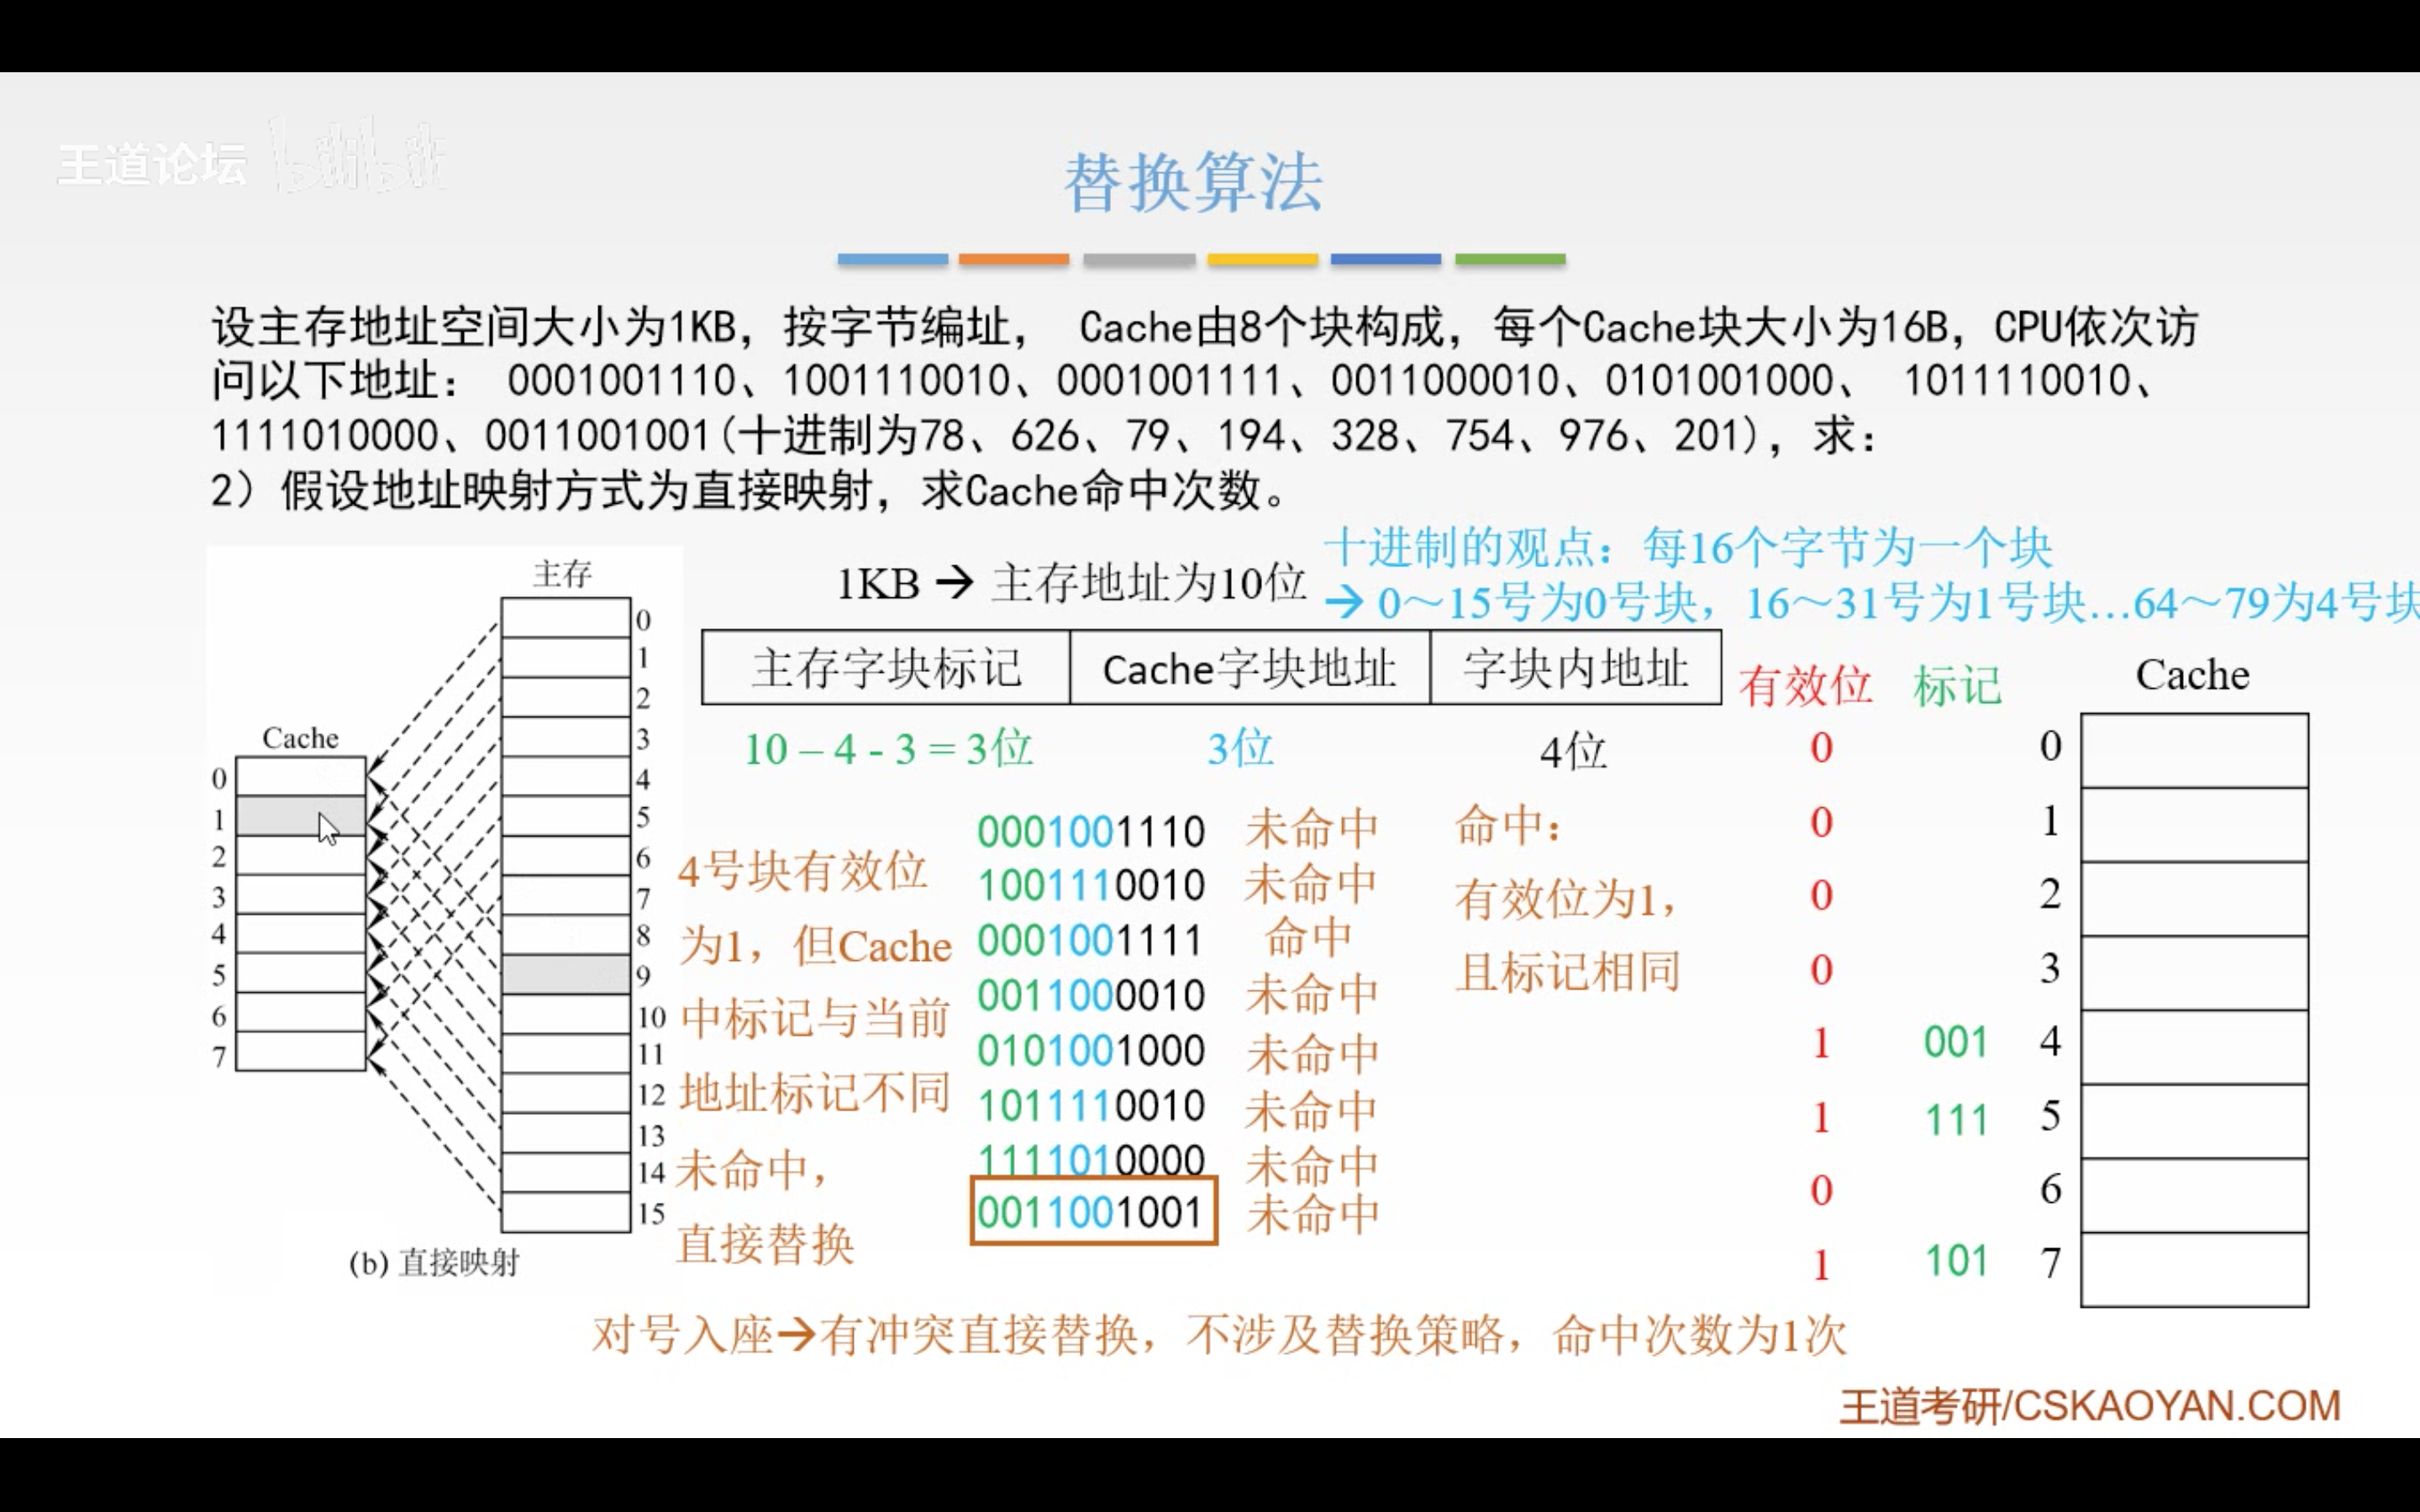 王道论坛 bilibili
替换算法
设主存地址空间大小为1KB，按字节编址， Cache由8个块构成，每个Cache块大小为16B，CPU依次访
问以下地址： 0001001110、1001110010、0001001111、0011000010、0101001000、 1011110010、
1111010000、0011001001(十进制为78、626、79、194、328、754、976、201)，求：
2）假设地址映射方式为直接映射，求Cache命中次数。
十进制的观点：每16个字节为一个块
→ 0～15号为0号块，16～31号为1号块…64～79为4号块
1KB → 主存地址为10位
主存字块标记 Cache字块地址 字块内地址
10 – 4 - 3 = 3位 3位 4位
主存
0
1
2
3
4
5
6
7
8
9
10
11
12
13
14
15
Cache
0
1
2
3
4
5
6
7
(b) 直接映射
4号块有效位
为1，但Cache
中标记与当前
地址标记不同
未命中，
直接替换
0001001110 未命中
1001110010 未命中
0001001111 命中
0011000010 未命中
0101001000 未命中
1011110010 未命中
1111010000 未命中
0011001001 未命中
命中：
有效位为1，
且标记相同
有效位 标记 Cache
0 0
0 1
0 2
0 3
1 001 4
1 111 5
0 6
1 101 7
对号入座→有冲突直接替换，不涉及替换策略，命中次数为1次
王道考研/CSKAOYAN.COM